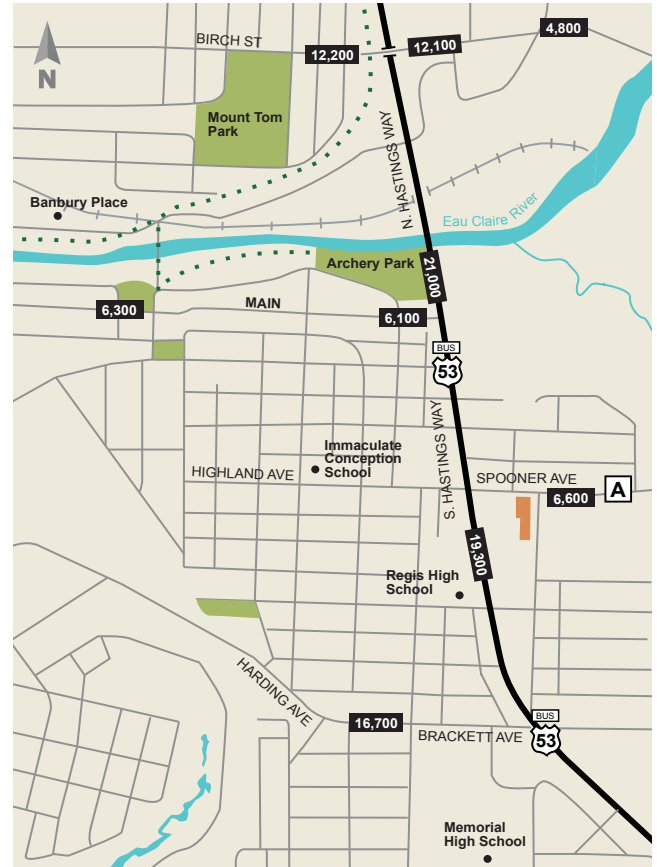 BIRCH ST
12,200
12,100
4,800
N
Mount Tom
Park
N. HASTINGS WAY
Banbury Place
Eau Claire River
Archery Park
21,000
6,300
MAIN
6,100
BUS
53
S. HASTINGS WAY
Immaculate
Conception
School
HIGHLAND AVE
SPOONER AVE
6,600
A
19,300
Regis High
School
HARDING AVE
16,700
BRACKETT AVE
BUS
53
Memorial
High School